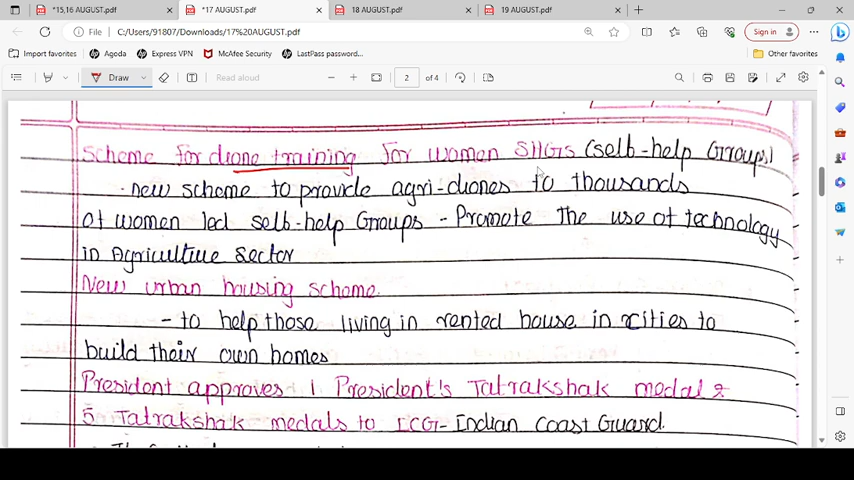 *15,16 AUGUST.pdf
*17 AUGUST.pdf
18 AUGUST.pdf
19 AUGUST.pdf
File
C:/Users/91807/Downloads/17%20AUGUST.pdf
Sign in
Import favorites
Agoda
Express VPN
McAfee Security
LastPass password...
Other favorites
Draw
Read aloud
2
of 4
Scheme for drone training for women SHGs (self-help Groups)
- new scheme to provide agri-drones to thousands
of women led self-help Groups - Promote the use of technology
in Agriculture sector
New urban housing scheme.
- to help those living in rented house in cities to
build their own homes
President approves 1 President's Tatrakshak medal &
5 Tatrakshak medals to ICG - Indian Coast Guard.